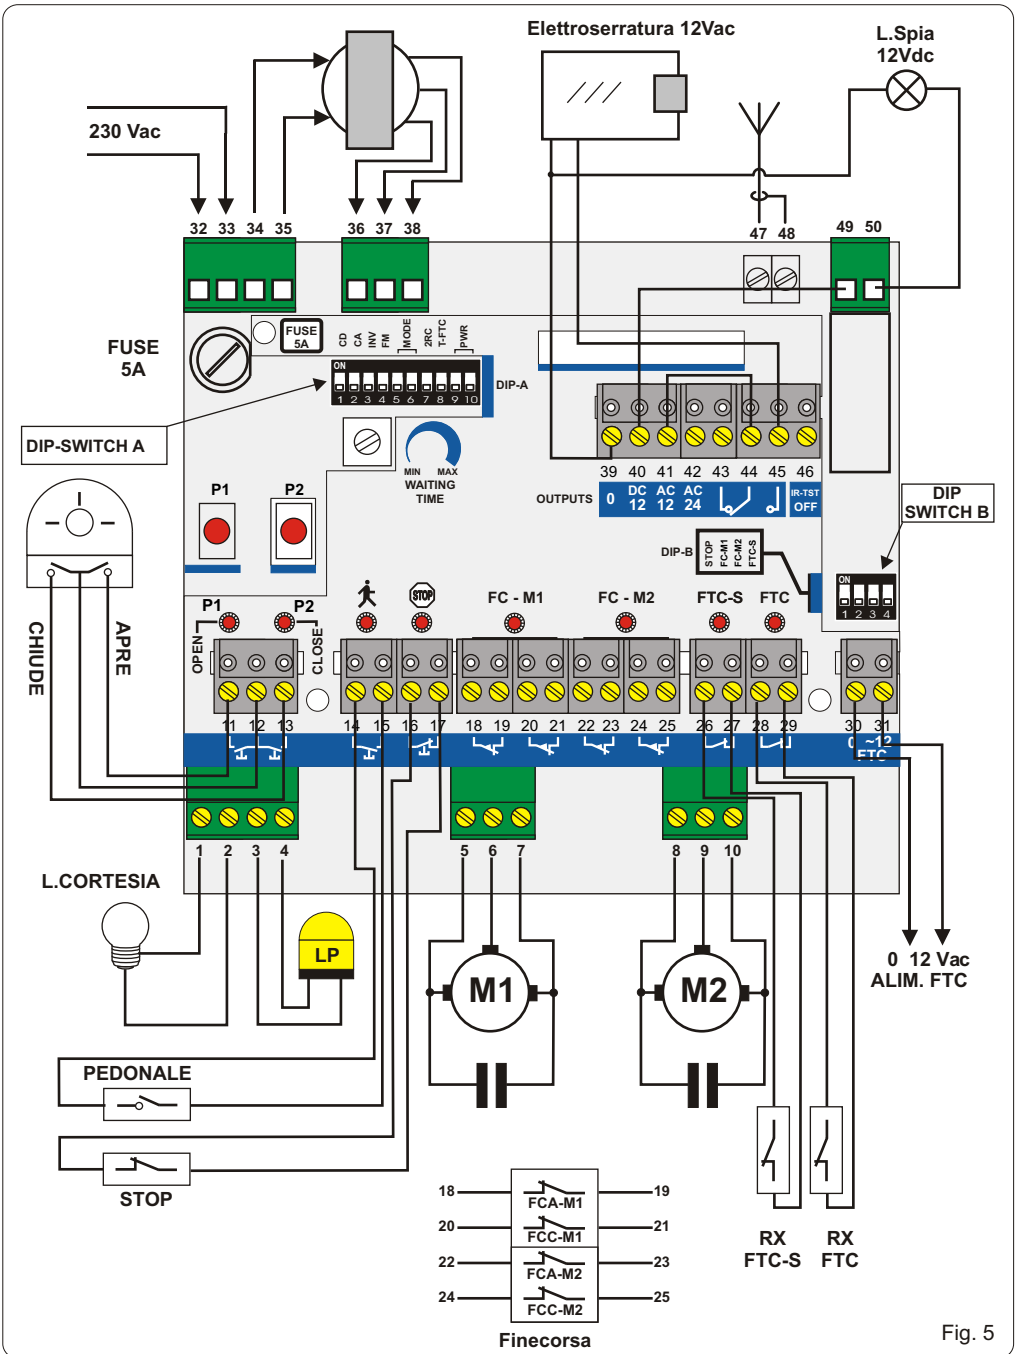 Elettroserratura 12Vac
L.Spia
12Vdc
230 Vac
32 33 34 35
36 37 38
47 48
49 50
FUSE
5A
FUSE
5A
CD
CA
INV
FM
MODE
2RC
T-FTC
PWR
ON
1 2 3 4 5 6 7 8 9 10
DIP-A
DIP-SWITCH A
MIN MAX
WAITING
TIME
39 40 41 42 43 44 45 46
OUTPUTS
0
DC
12
AC
12
AC
24
IR-TST
OFF
DIP
SWITCH B
DIP-B
STOP
FC-M1
FC-M2
FTC-S
ON
1 2 3 4
P1
P2
CHIUDE
APRE
P1
P2
OPEN
CLOSE
STOP
FC - M1
FC - M2
FTC-S
FTC
11 12 13
14 15 16 17
18 19 20 21 22 23 24 25
26 27 28 29
30 31
0 ~12
FTC
1 2 3 4
5 6 7
8 9 10
L.CORTESIA
LP
M1
M2
0 12 Vac
ALIM. FTC
PEDONALE
STOP
18 FCA-M1 19
20 FCC-M1 21
22 FCA-M2 23
24 FCC-M2 25
Finecorsa
RX
FTC-S
RX
FTC
Fig. 5